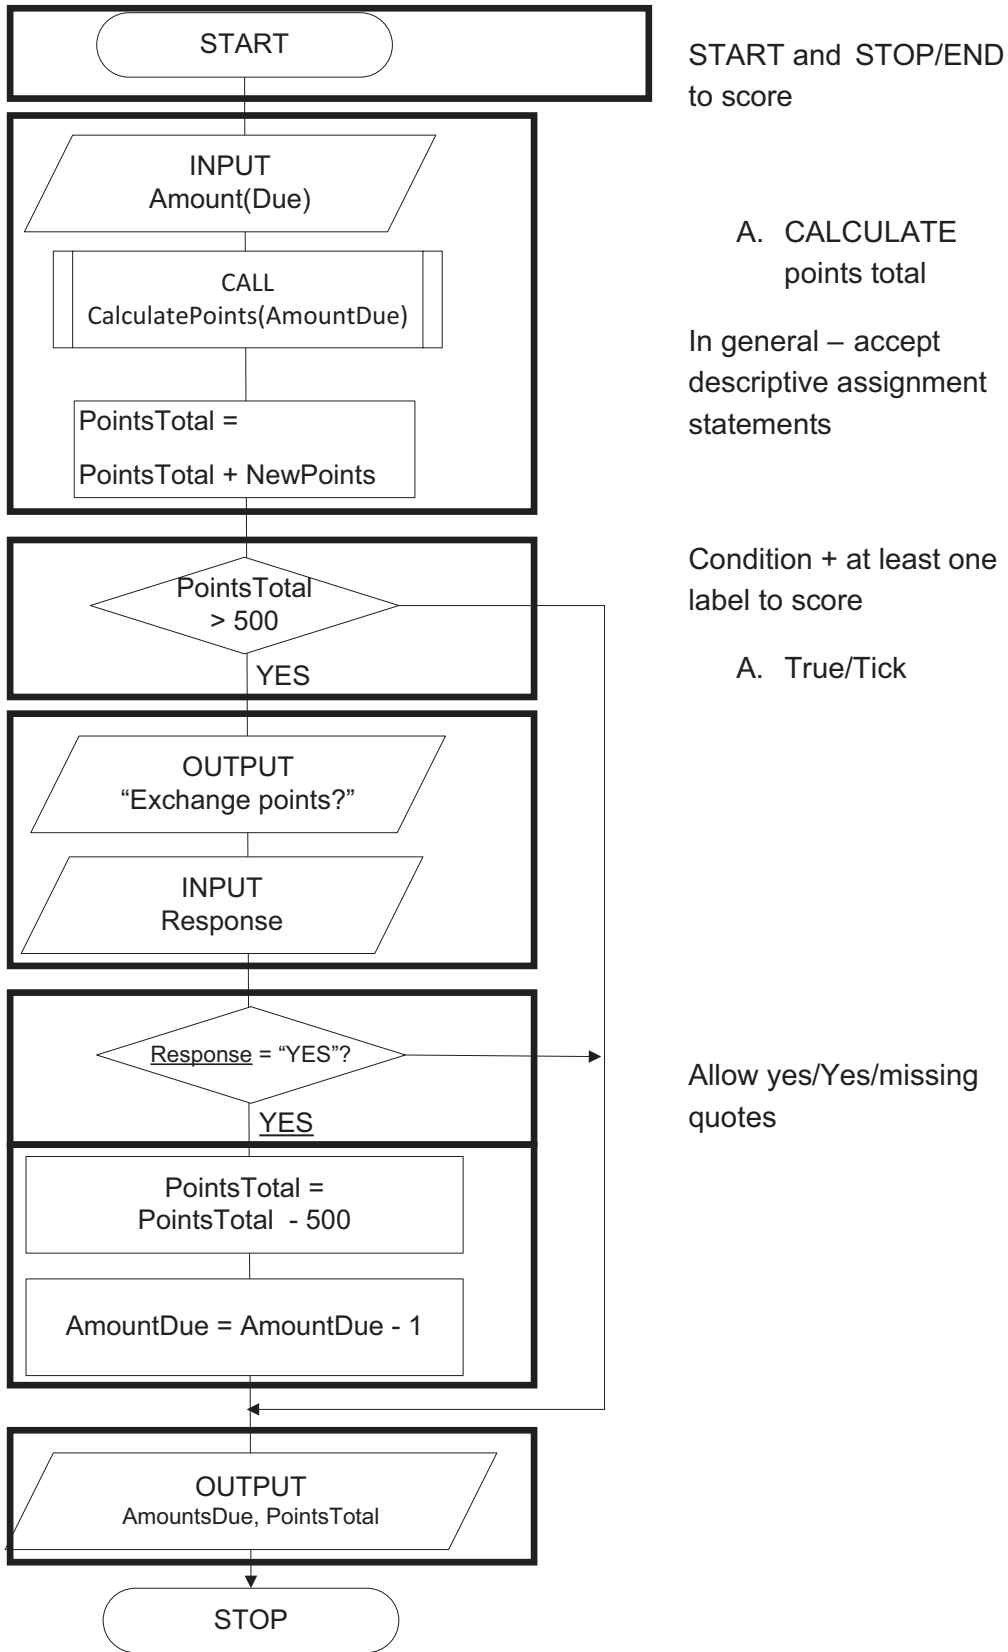 START
START and STOP/END
to score
INPUT
Amount(Due)
A. CALCULATE
points total
CALL
CalculatePoints(AmountDue)
In general – accept
descriptive assignment
statements
PointsTotal =
PointsTotal + NewPoints
Condition + at least one
label to score
PointsTotal
> 500
A. True/Tick
YES
OUTPUT
“Exchange points?”
INPUT
Response
Response = “YES”?
Allow yes/Yes/missing
quotes
YES
PointsTotal =
PointsTotal - 500
AmountDue = AmountDue - 1
OUTPUT
AmountsDue, PointsTotal
STOP